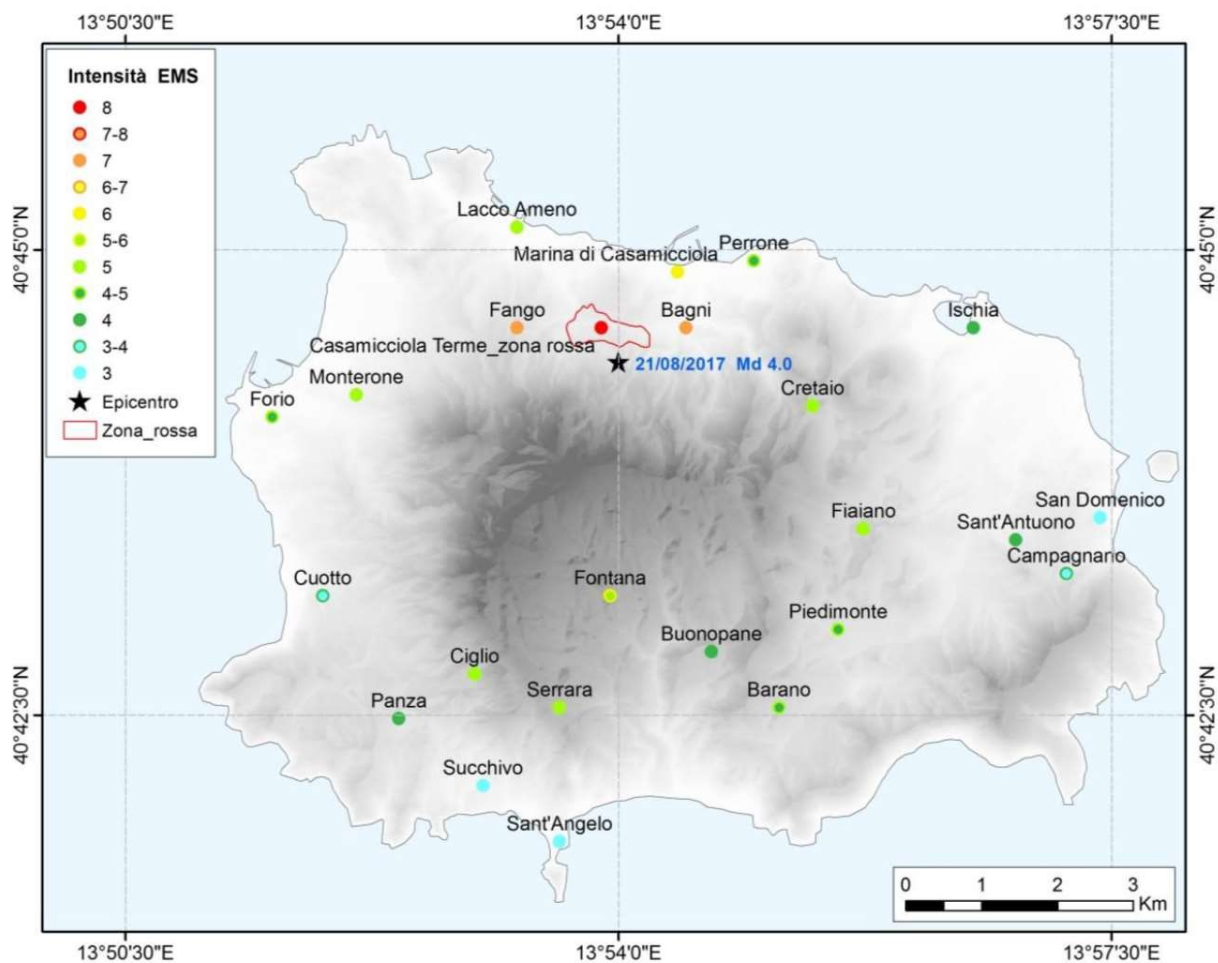 13°50'30"E 13°54'0"E 13°57'30"E
Intensità EMS
8
7-8
7
6-7
6
5-6
5
4-5
4
3-4
3
Epicentro
Zona_rossa
40°45'0"N
40°45'0"N
40°42'30"N
40°42'30"N
Lacco Ameno
Marina di Casamicciola
Perrone
Fango
Bagni
Ischia
Casamicciola Terme_zona rossa
21/08/2017 Md 4.0
Monterone
Cretaio
Forio
San Domenico
Fiaiano
Sant'Antuono
Campagnano
Cuotto
Fontana
Piedimonte
Buonopane
Ciglio
Serrara
Barano
Panza
Succhivo
Sant'Angelo
0 1 2 3
Km
13°50'30"E 13°54'0"E 13°57'30"E